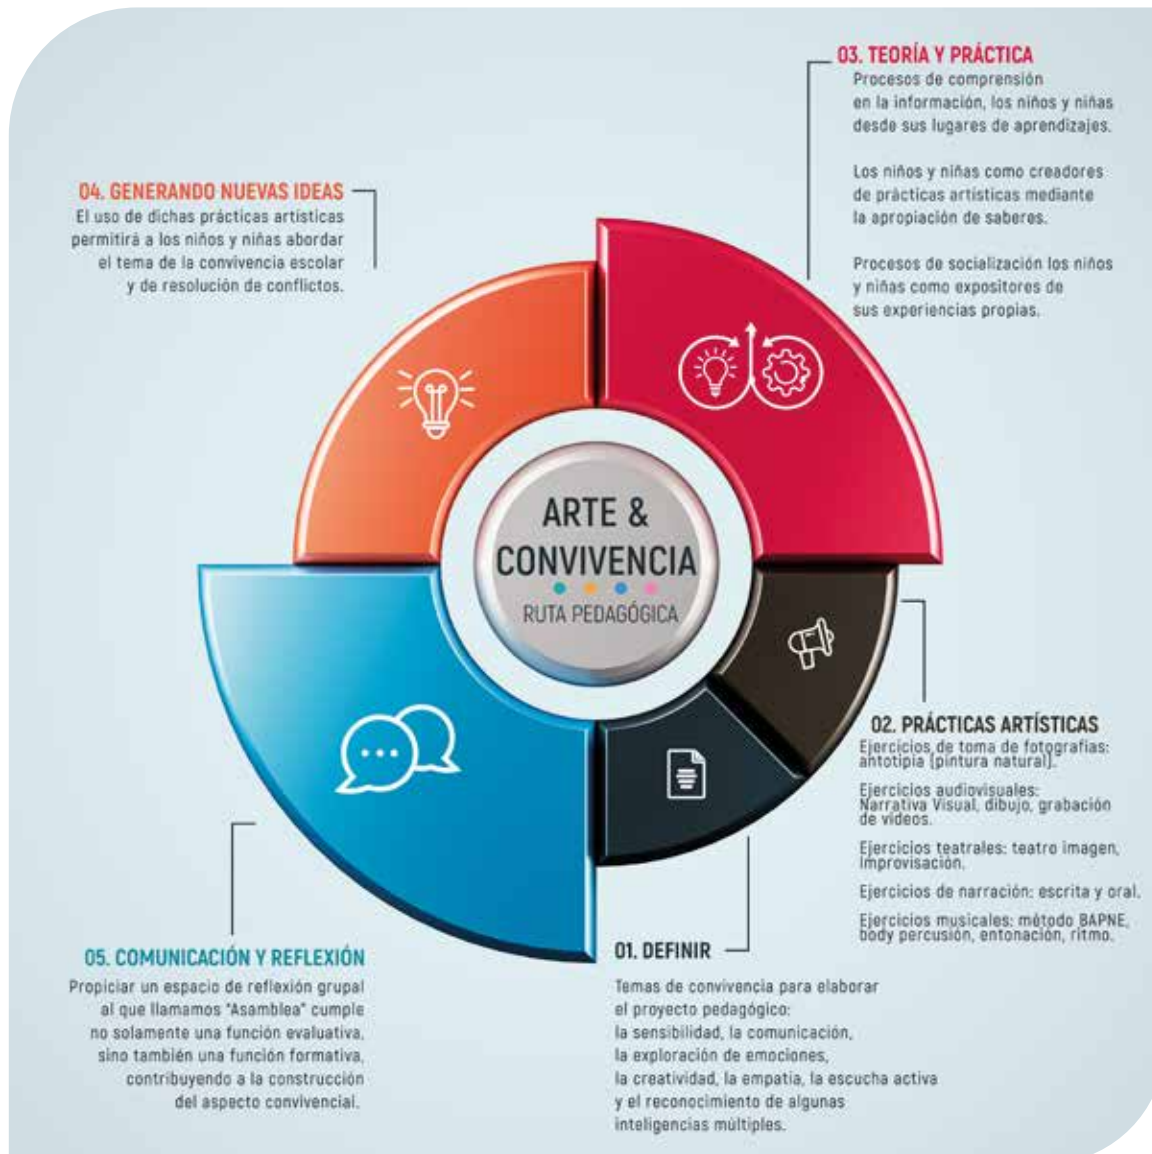 03. TEORÍA Y PRÁCTICA
Procesos de comprensión
en la información, los niños y niñas
desde sus lugares de aprendizajes.
Los niños y niñas como creadores
de prácticas artísticas mediante
la apropiación de saberes.
Procesos de socialización los niños
y niñas como expositores de
sus experiencias propias.
04. GENERANDO NUEVAS IDEAS
El uso de dichas prácticas artísticas
permitirá a los niños y niñas abordar
el tema de la convivencia escolar
y de resolución de conflictos.
ARTE &
CONVIVENCIA
RUTA PEDAGÓGICA
02. PRÁCTICAS ARTÍSTICAS
Ejercicios de toma de fotografías:
antotipia (pintura natural).
Ejercicios audiovisuales:
Narrativa Visual, dibujo, grabación
de vídeos.
Ejercicios teatrales: teatro imagen,
Improvisación.
Ejercicios de narración: escrita y oral.
Ejercicios musicales: método BAPNE,
body percusión, entonación, ritmo.
05. COMUNICACIÓN Y REFLEXIÓN
Propiciar un espacio de reflexión grupal
al que llamamos "Asamblea" cumple
no solamente una función evaluativa,
sino también una función formativa,
contribuyendo a la construcción
del aspecto convivencial.
01. DEFINIR
Temas de convivencia para elaborar
el proyecto pedagógico:
la sensibilidad, la comunicación,
la exploración de emociones,
la creatividad, la empatía, la escucha activa
y el reconocimiento de algunas
inteligencias múltiples.